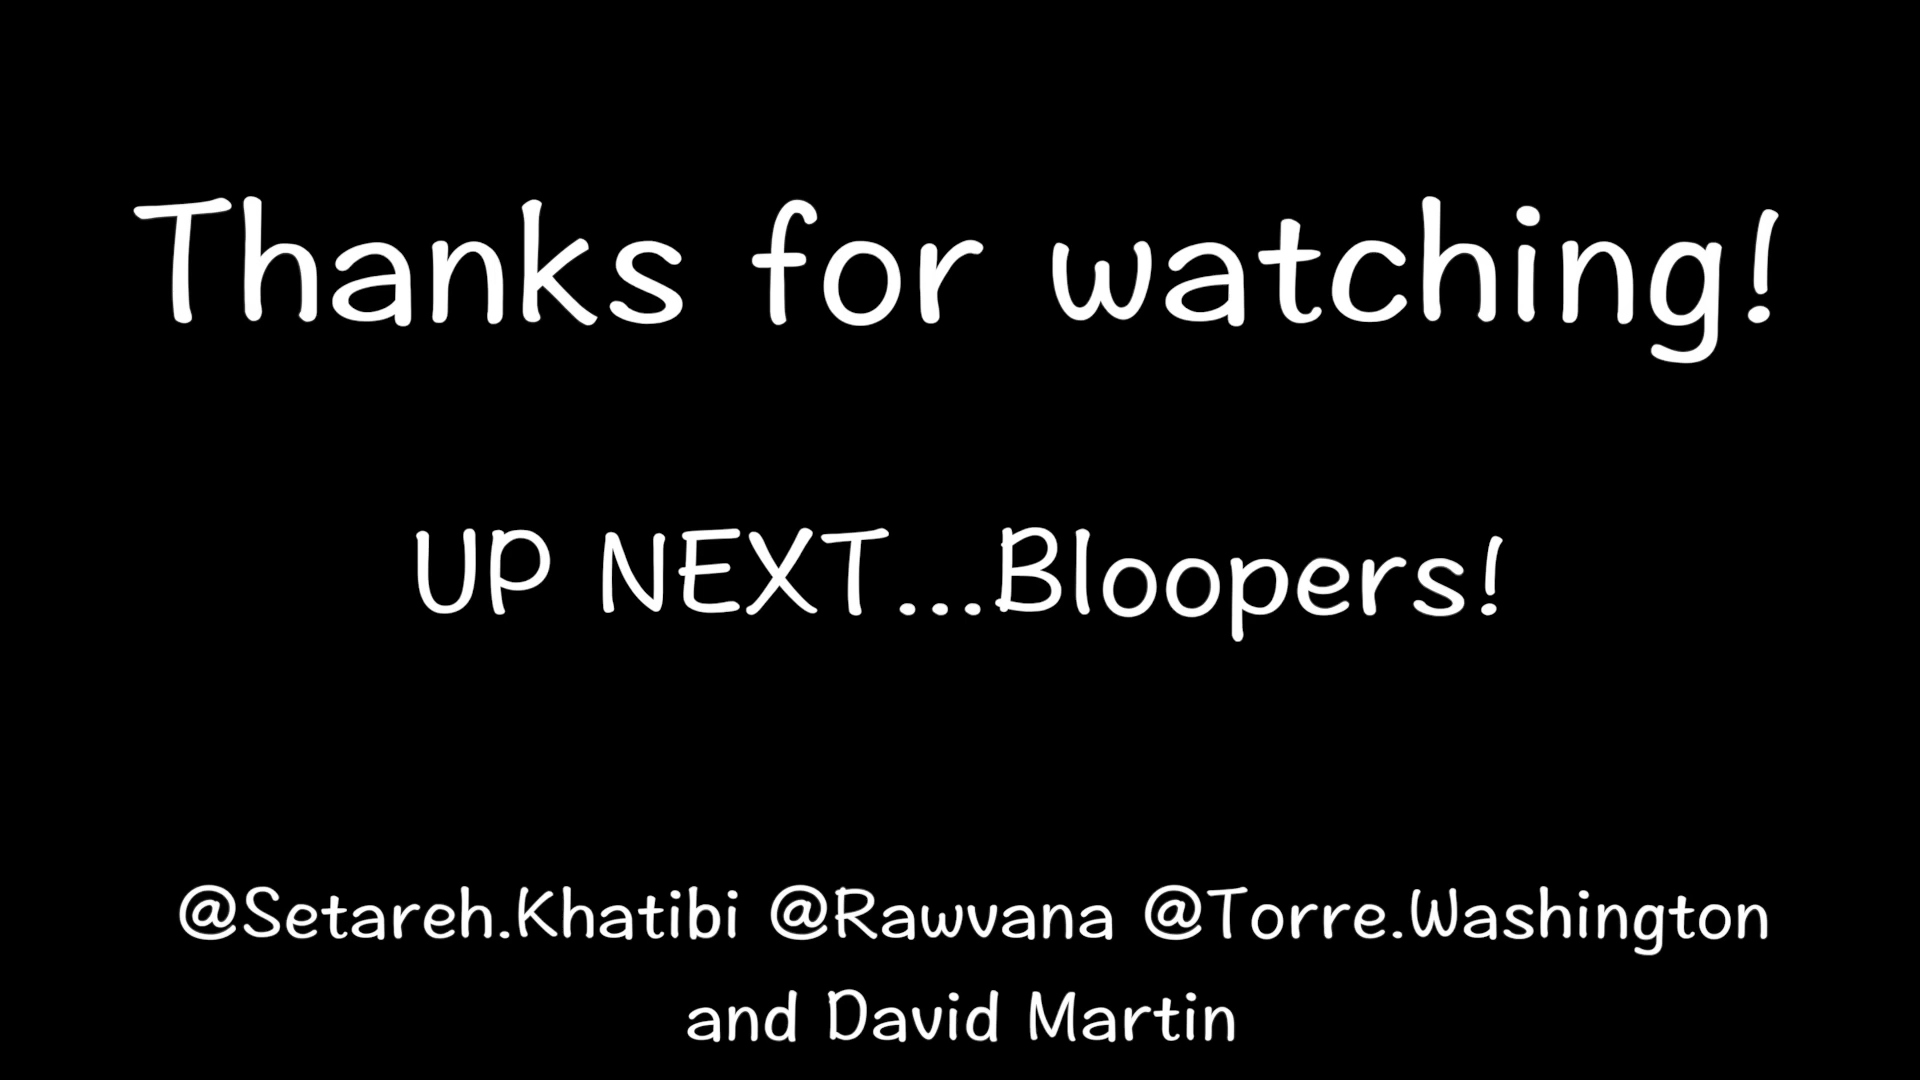 Thanks for watching!
UP NEXT...Bloopers!
@Setareh.Khatibi @Rawvana @Torre.Washington
and David Martin